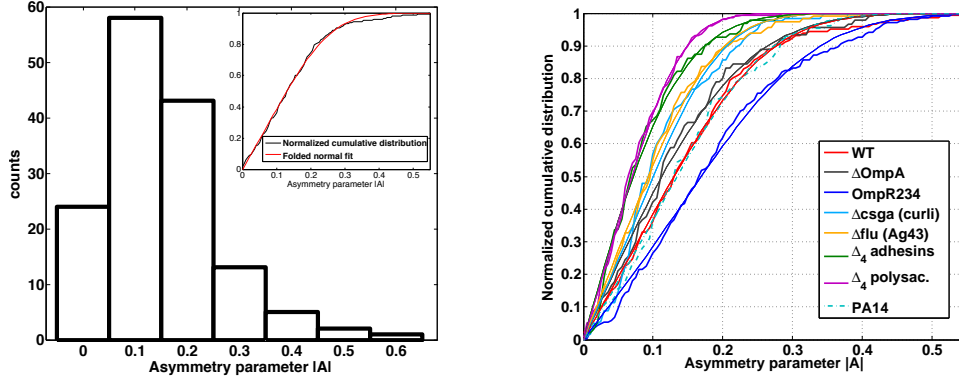 60
50
40
30
20
10
0
counts
0 0.1 0.2 0.3 0.4 0.5 0.6
Asymmetry parameter |A|
1
0.8
0.6
0.4
0.2
0
0 0.1 0.2 0.3 0.4 0.5
Asymmetry parameter |A|
Normalized cumulative distribution
Folded normal fit
1
0.9
0.8
0.7
0.6
0.5
0.4
0.3
0.2
0.1
0
Normalized cumulative distribution
0 0.1 0.2 0.3 0.4 0.5
Asymmetry parameter |A|
WT
ΔOmpA
OmpR234
Δcsga (curli)
Δflu (Ag43)
Δ4 adhesins
Δ4 polysac.
PA14